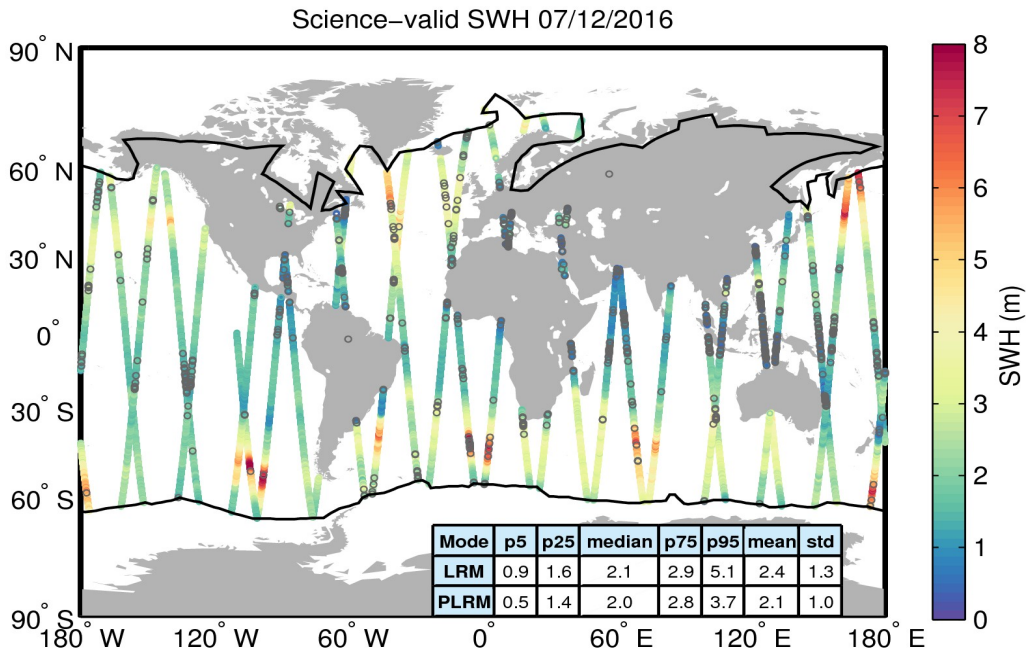 Science−valid SWH 07/12/2016
90° N
60° N
30° N
0°
30° S
60° S
90° S
180° W
120° W
60° W
0°
60° E
120° E
180° E
Mode p5 p25 median p75 p95 mean std
LRM 0.9 1.6 2.1 2.9 5.1 2.4 1.3
PLRM 0.5 1.4 2.0 2.8 3.7 2.1 1.0
8
7
6
5
4
3
2
1
0
SWH (m)